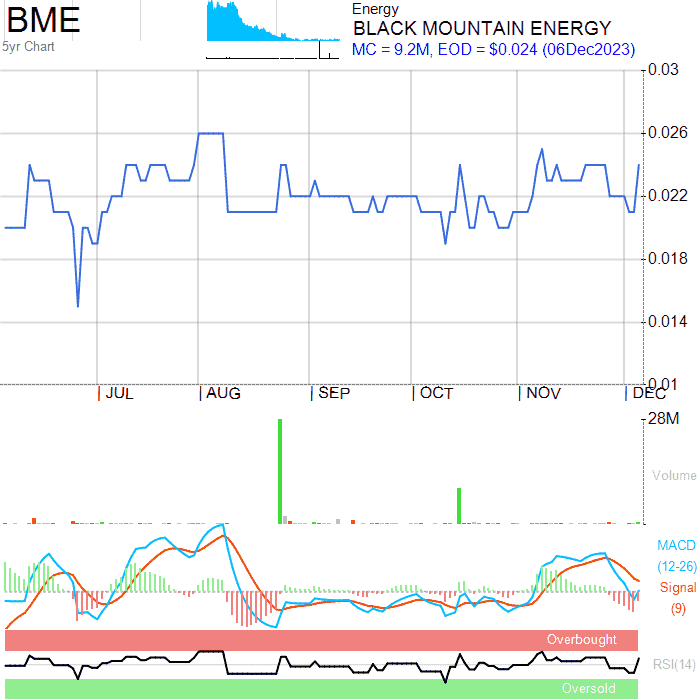 BME
5yr Chart
Energy
BLACK MOUNTAIN ENERGY
MC = 9.2M, EOD = $0.024 (06Dec2023)
0.03
0.026
0.022
0.018
0.014
0.01
JUL AUG SEP OCT NOV DEC
28M
Volume
MACD
(12-26)
Signal
(9)
Overbought
RSI(14)
Oversold